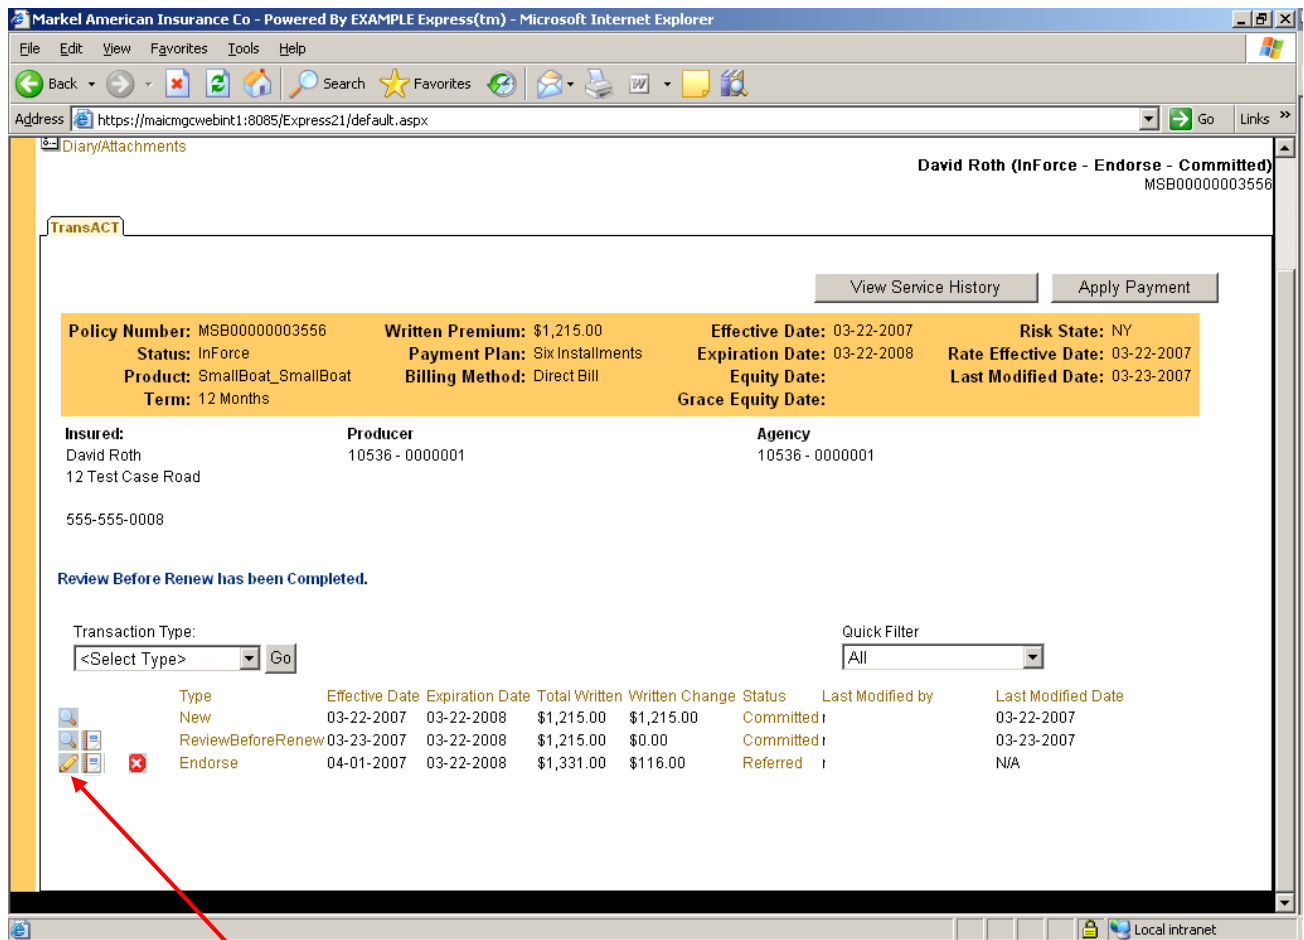 Markel American Insurance Co - Powered By EXAMPLE Express(tm) - Microsoft Internet Explorer
File Edit View Favorites Tools Help
Back Search Favorites
Address https://maicmgcwebint1:8085/Express21/default.aspx Go Links »
Diary/Attachments
David Roth (InForce - Endorse - Committed)
MSB00000003556
TransACT
View Service History Apply Payment
Policy Number: MSB00000003556 Written Premium: $1,215.00 Effective Date: 03-22-2007 Risk State: NY
Status: InForce Payment Plan: Six Installments Expiration Date: 03-22-2008 Rate Effective Date: 03-22-2007
Product: SmallBoat_SmallBoat Billing Method: Direct Bill Equity Date: Last Modified Date: 03-23-2007
Term: 12 Months Grace Equity Date:
Insured: Producer Agency
David Roth 10536 - 0000001 10536 - 0000001
12 Test Case Road
555-555-0008
Review Before Renew has been Completed.
Transaction Type: Quick Filter
<Select Type> Go All
Type Effective Date Expiration Date Total Written Written Change Status Last Modified by Last Modified Date
New 03-22-2007 03-22-2008 $1,215.00 $1,215.00 Committed 03-22-2007
ReviewBeforeRenew 03-23-2007 03-22-2008 $1,215.00 $0.00 Committed 03-23-2007
Endorse 04-01-2007 03-22-2008 $1,331.00 $116.00 Referred N/A
Local intranet